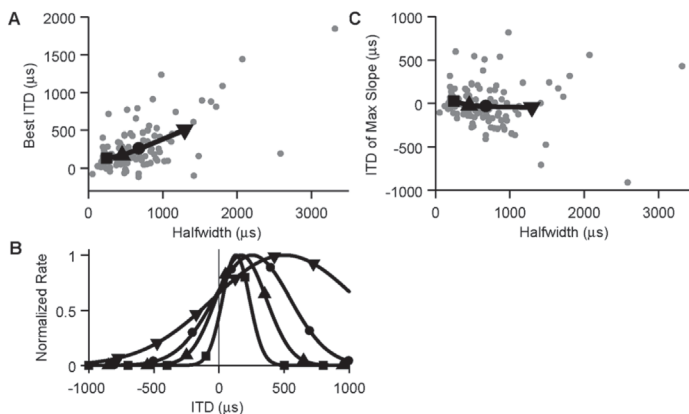 A
2000
1500
1000
500
0
Best ITD (μs)
0 1000 2000 3000
Halfwidth (μs)
C
1000
500
0
-500
-1000
ITD of Max Slope (μs)
0 1000 2000 3000
Halfwidth (μs)
B
1
0.5
0
Normalized Rate
-1000 -500 0 500 1000
ITD (μs)